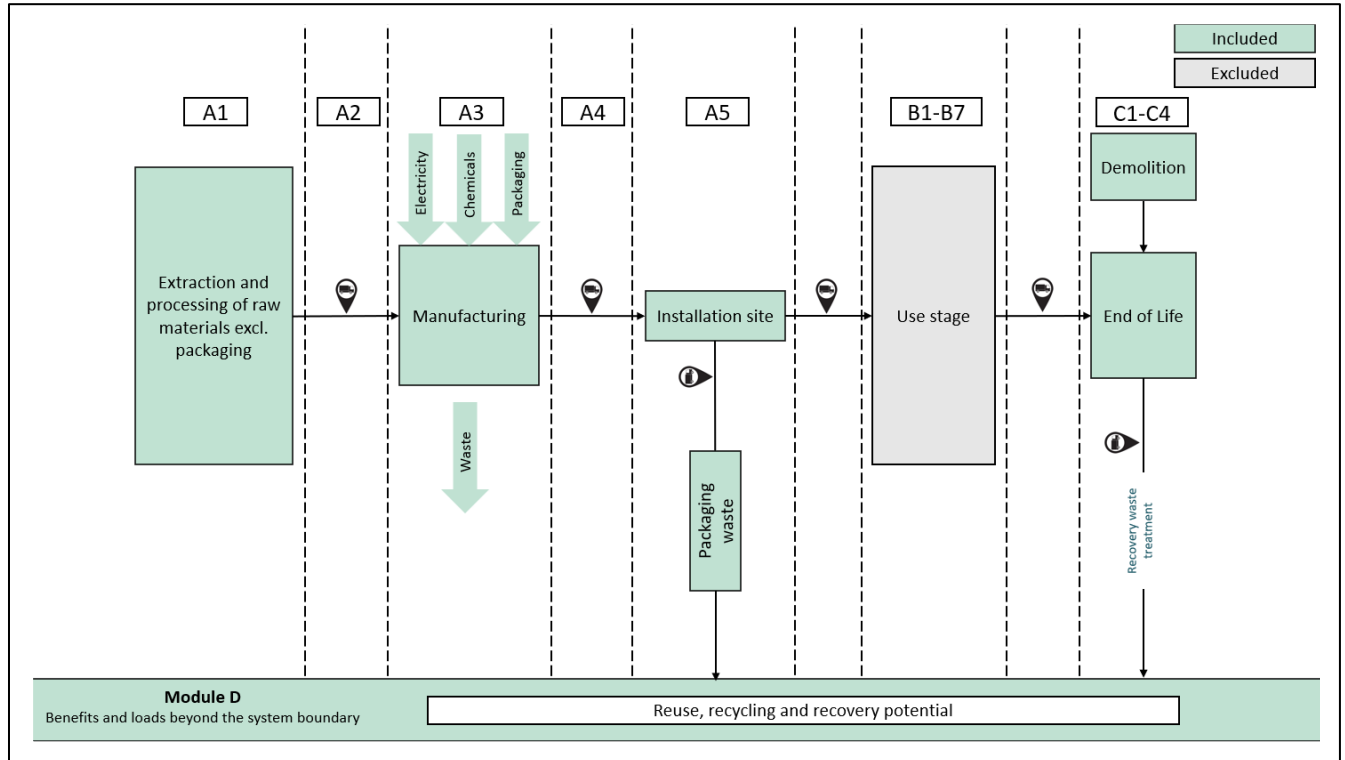 Included
Excluded
A1
A2
A3
A4
A5
B1-B7
C1-C4
Electricity
Chemicals
Packaging
Demolition
Extraction and
processing of raw
materials excl.
packaging
Manufacturing
Installation site
Use stage
End of Life
Waste
Packaging
waste
Recovery waste
treatment
Module D
Benefits and loads beyond the system boundary
Reuse, recycling and recovery potential